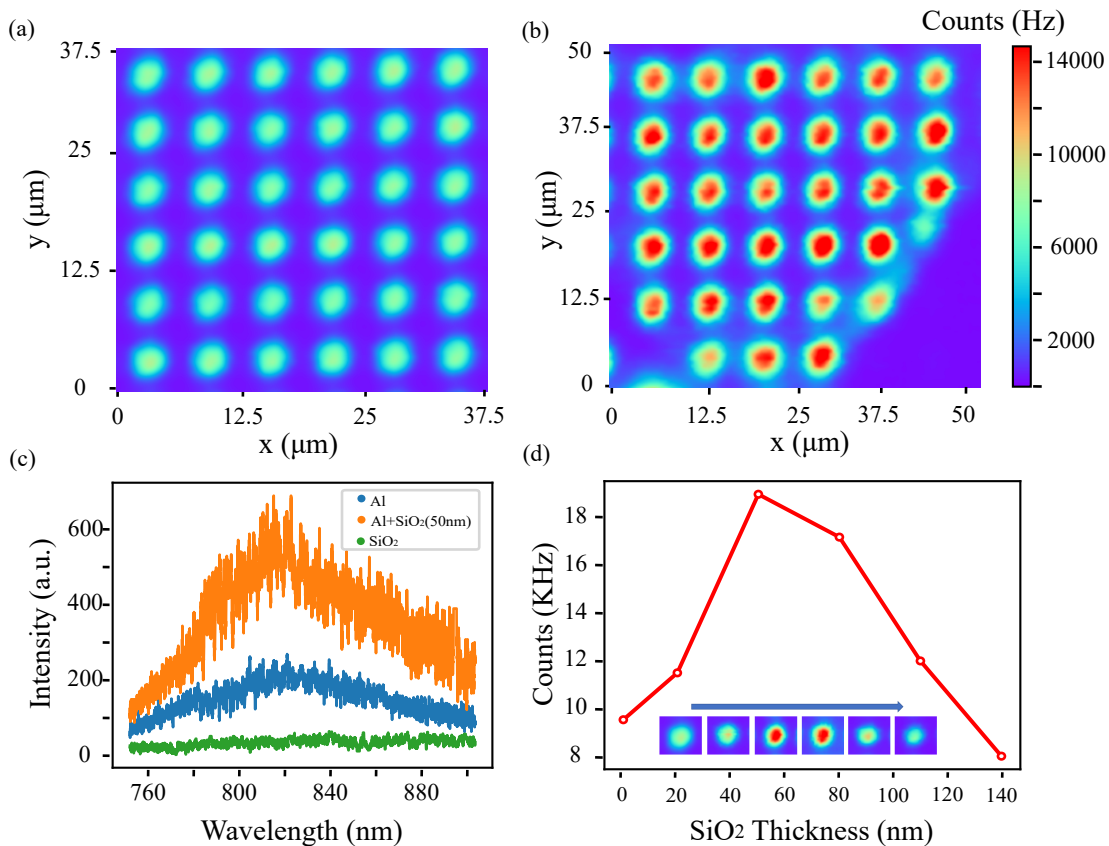 (a)
37.5
25
12.5
0
y (μm)
0
12.5
25
37.5
x (μm)
(b)
50
37.5
25
12.5
0
y (μm)
0
12.5
25
37.5
50
x (μm)
Counts (Hz)
14000
10000
6000
2000
(c)
600
400
200
0
Intensity (a.u.)
Al
Al+SiO₂(50nm)
SiO₂
760
800
840
880
Wavelength (nm)
(d)
18
16
14
12
10
8
Counts (KHz)
0
20
40
60
80
100
120
140
SiO₂ Thickness (nm)